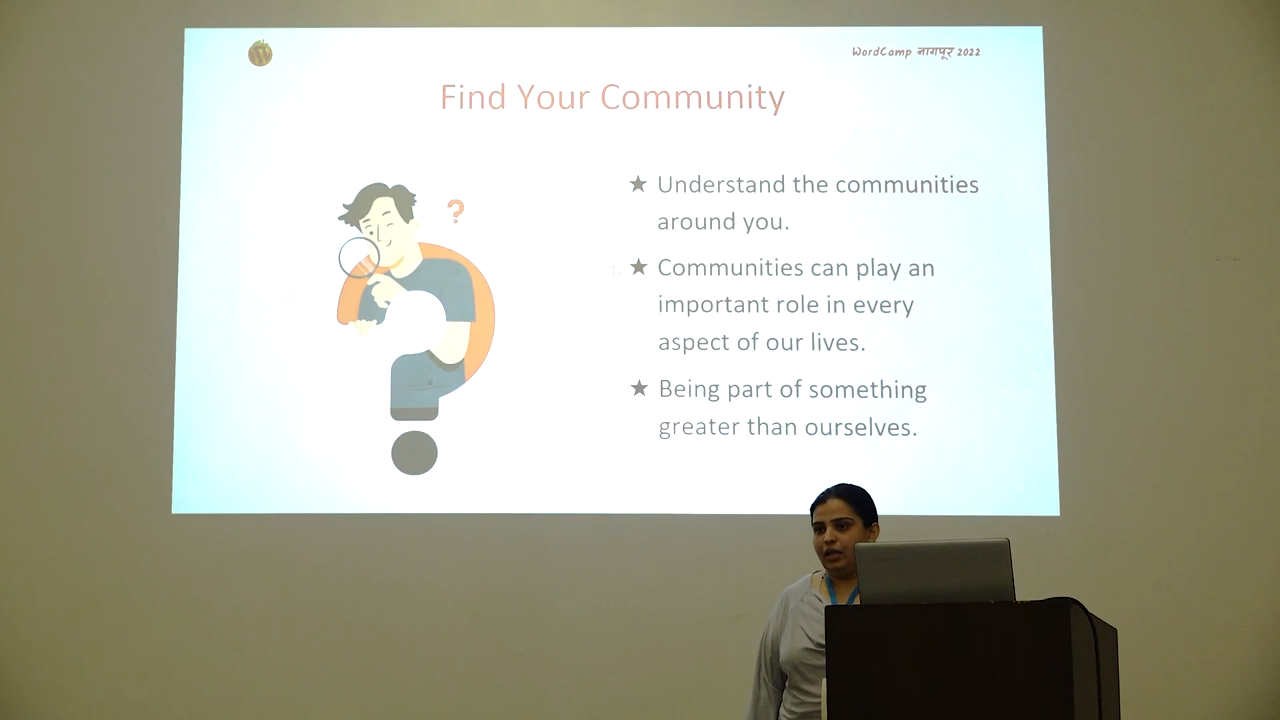 WordCamp नागपूर 2022
Find Your Community
?
★ Understand the communities
around you.
★ Communities can play an
important role in every
aspect of our lives.
★ Being part of something
greater than ourselves.